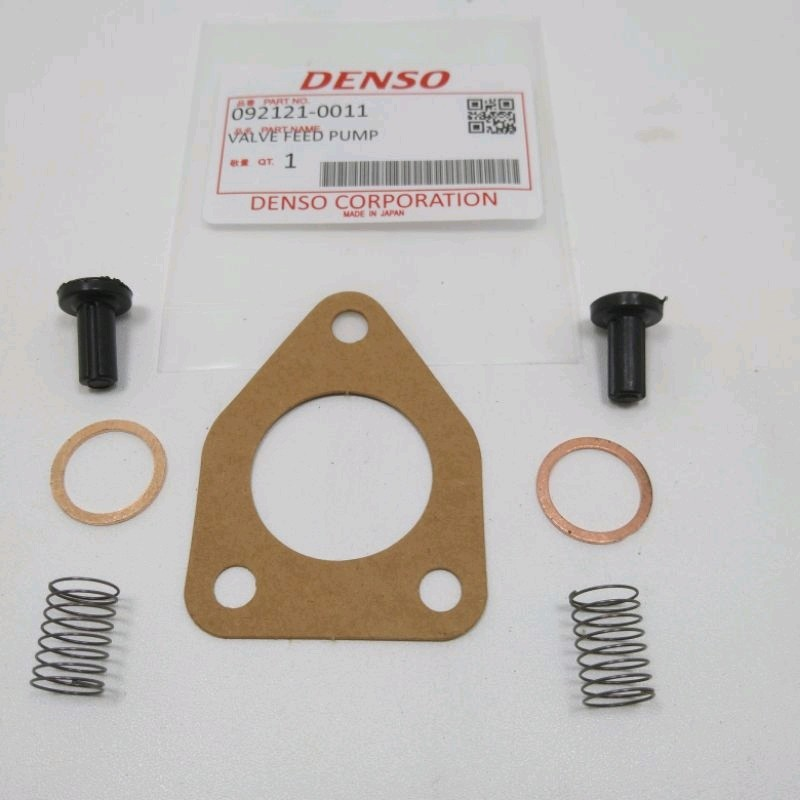 DENSO
品番 PART NO.
092121-0011
品名 PART NAME
VALVE FEED PUMP
数量 QT. 1
DENSO CORPORATION
MADE IN JAPAN